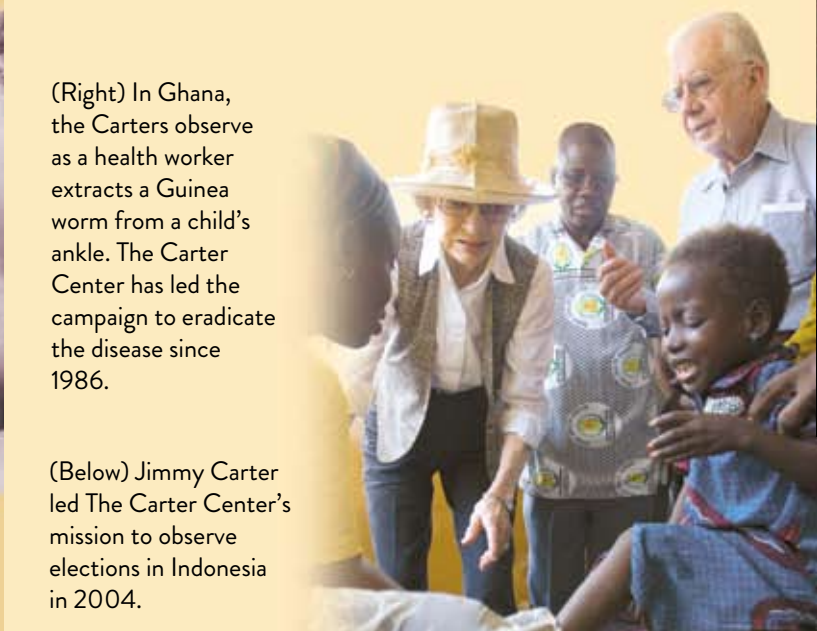 (Right) In Ghana,
the Carters observe
as a health worker
extracts a Guinea
worm from a child's
ankle. The Carter
Center has led the
campaign to eradicate
the disease since
1986.
(Below) Jimmy Carter
led The Carter Center's
mission to observe
elections in Indonesia
in 2004.